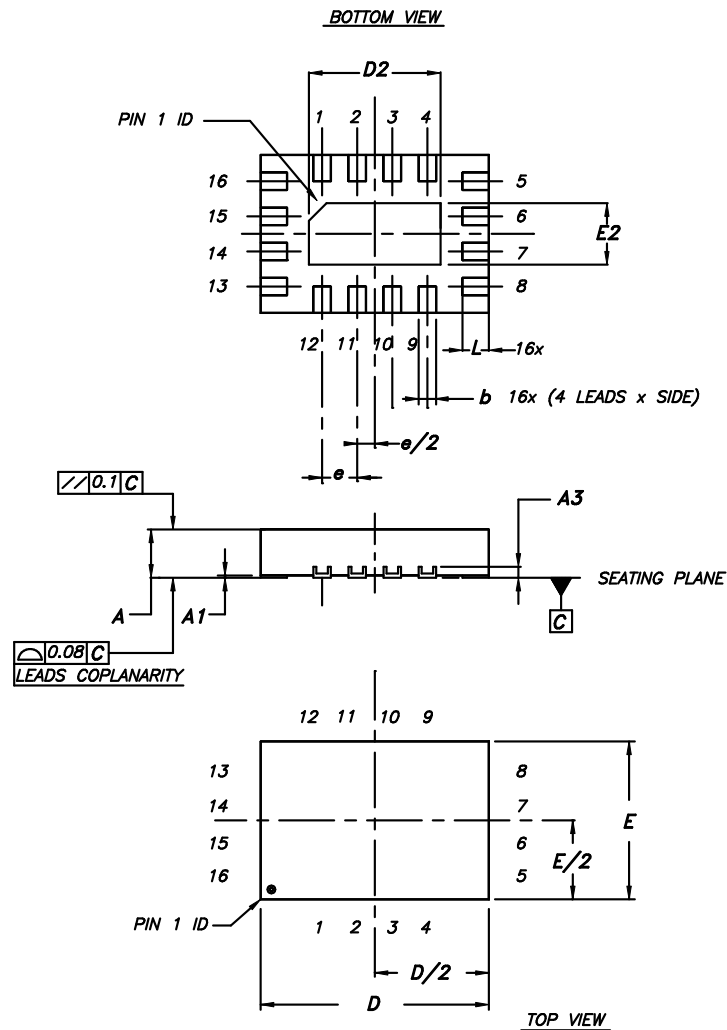 BOTTOM VIEW
D2
PIN 1 ID
1 2 3 4
16 5
15 6
E2
14 7
13 8
12 11 10 9 L 16x
b 16x (4 LEADS x SIDE)
e/2
e
// 0.1 C
A3
SEATING PLANE
A A1
C
0.08 C
LEADS COPLANARITY
12 11 10 9
13 8
14 7
E
15 6
E/2
16 5
PIN 1 ID
1 2 3 4
D/2
D
TOP VIEW